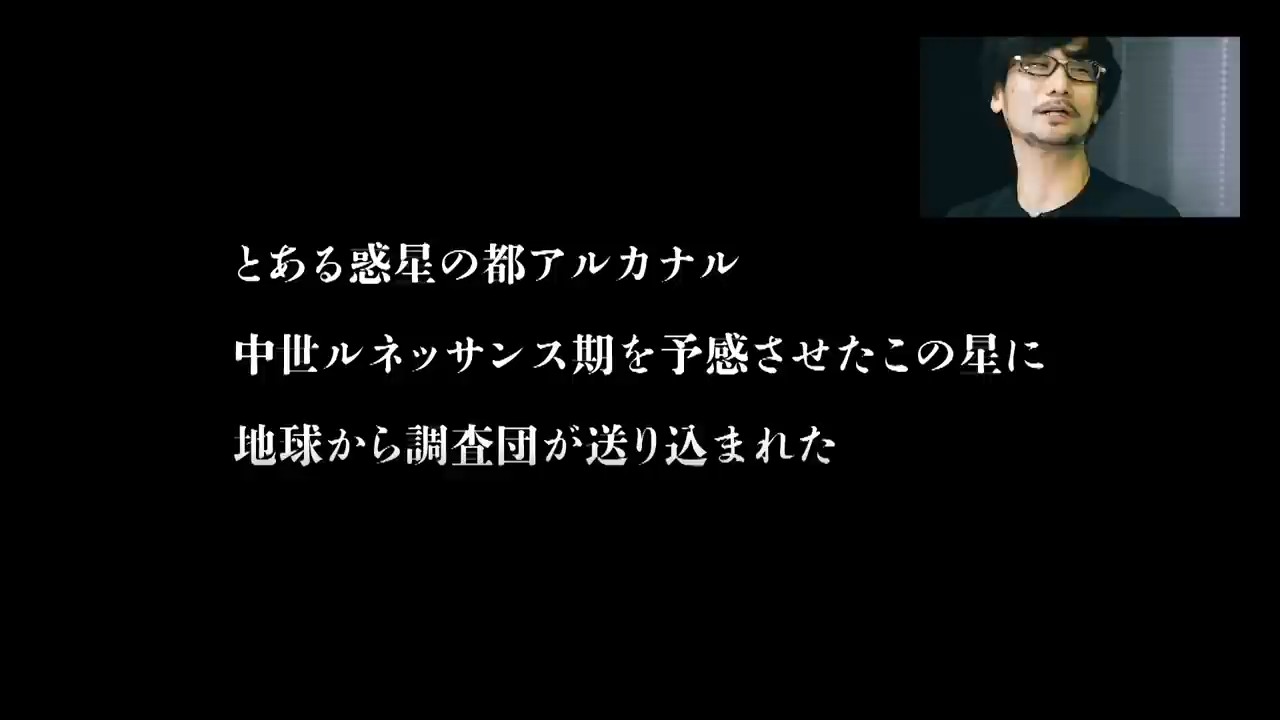 とある惑星の都アルカナル
中世ルネッサンス期を予感させたこの星に
地球から調査団が送り込まれた